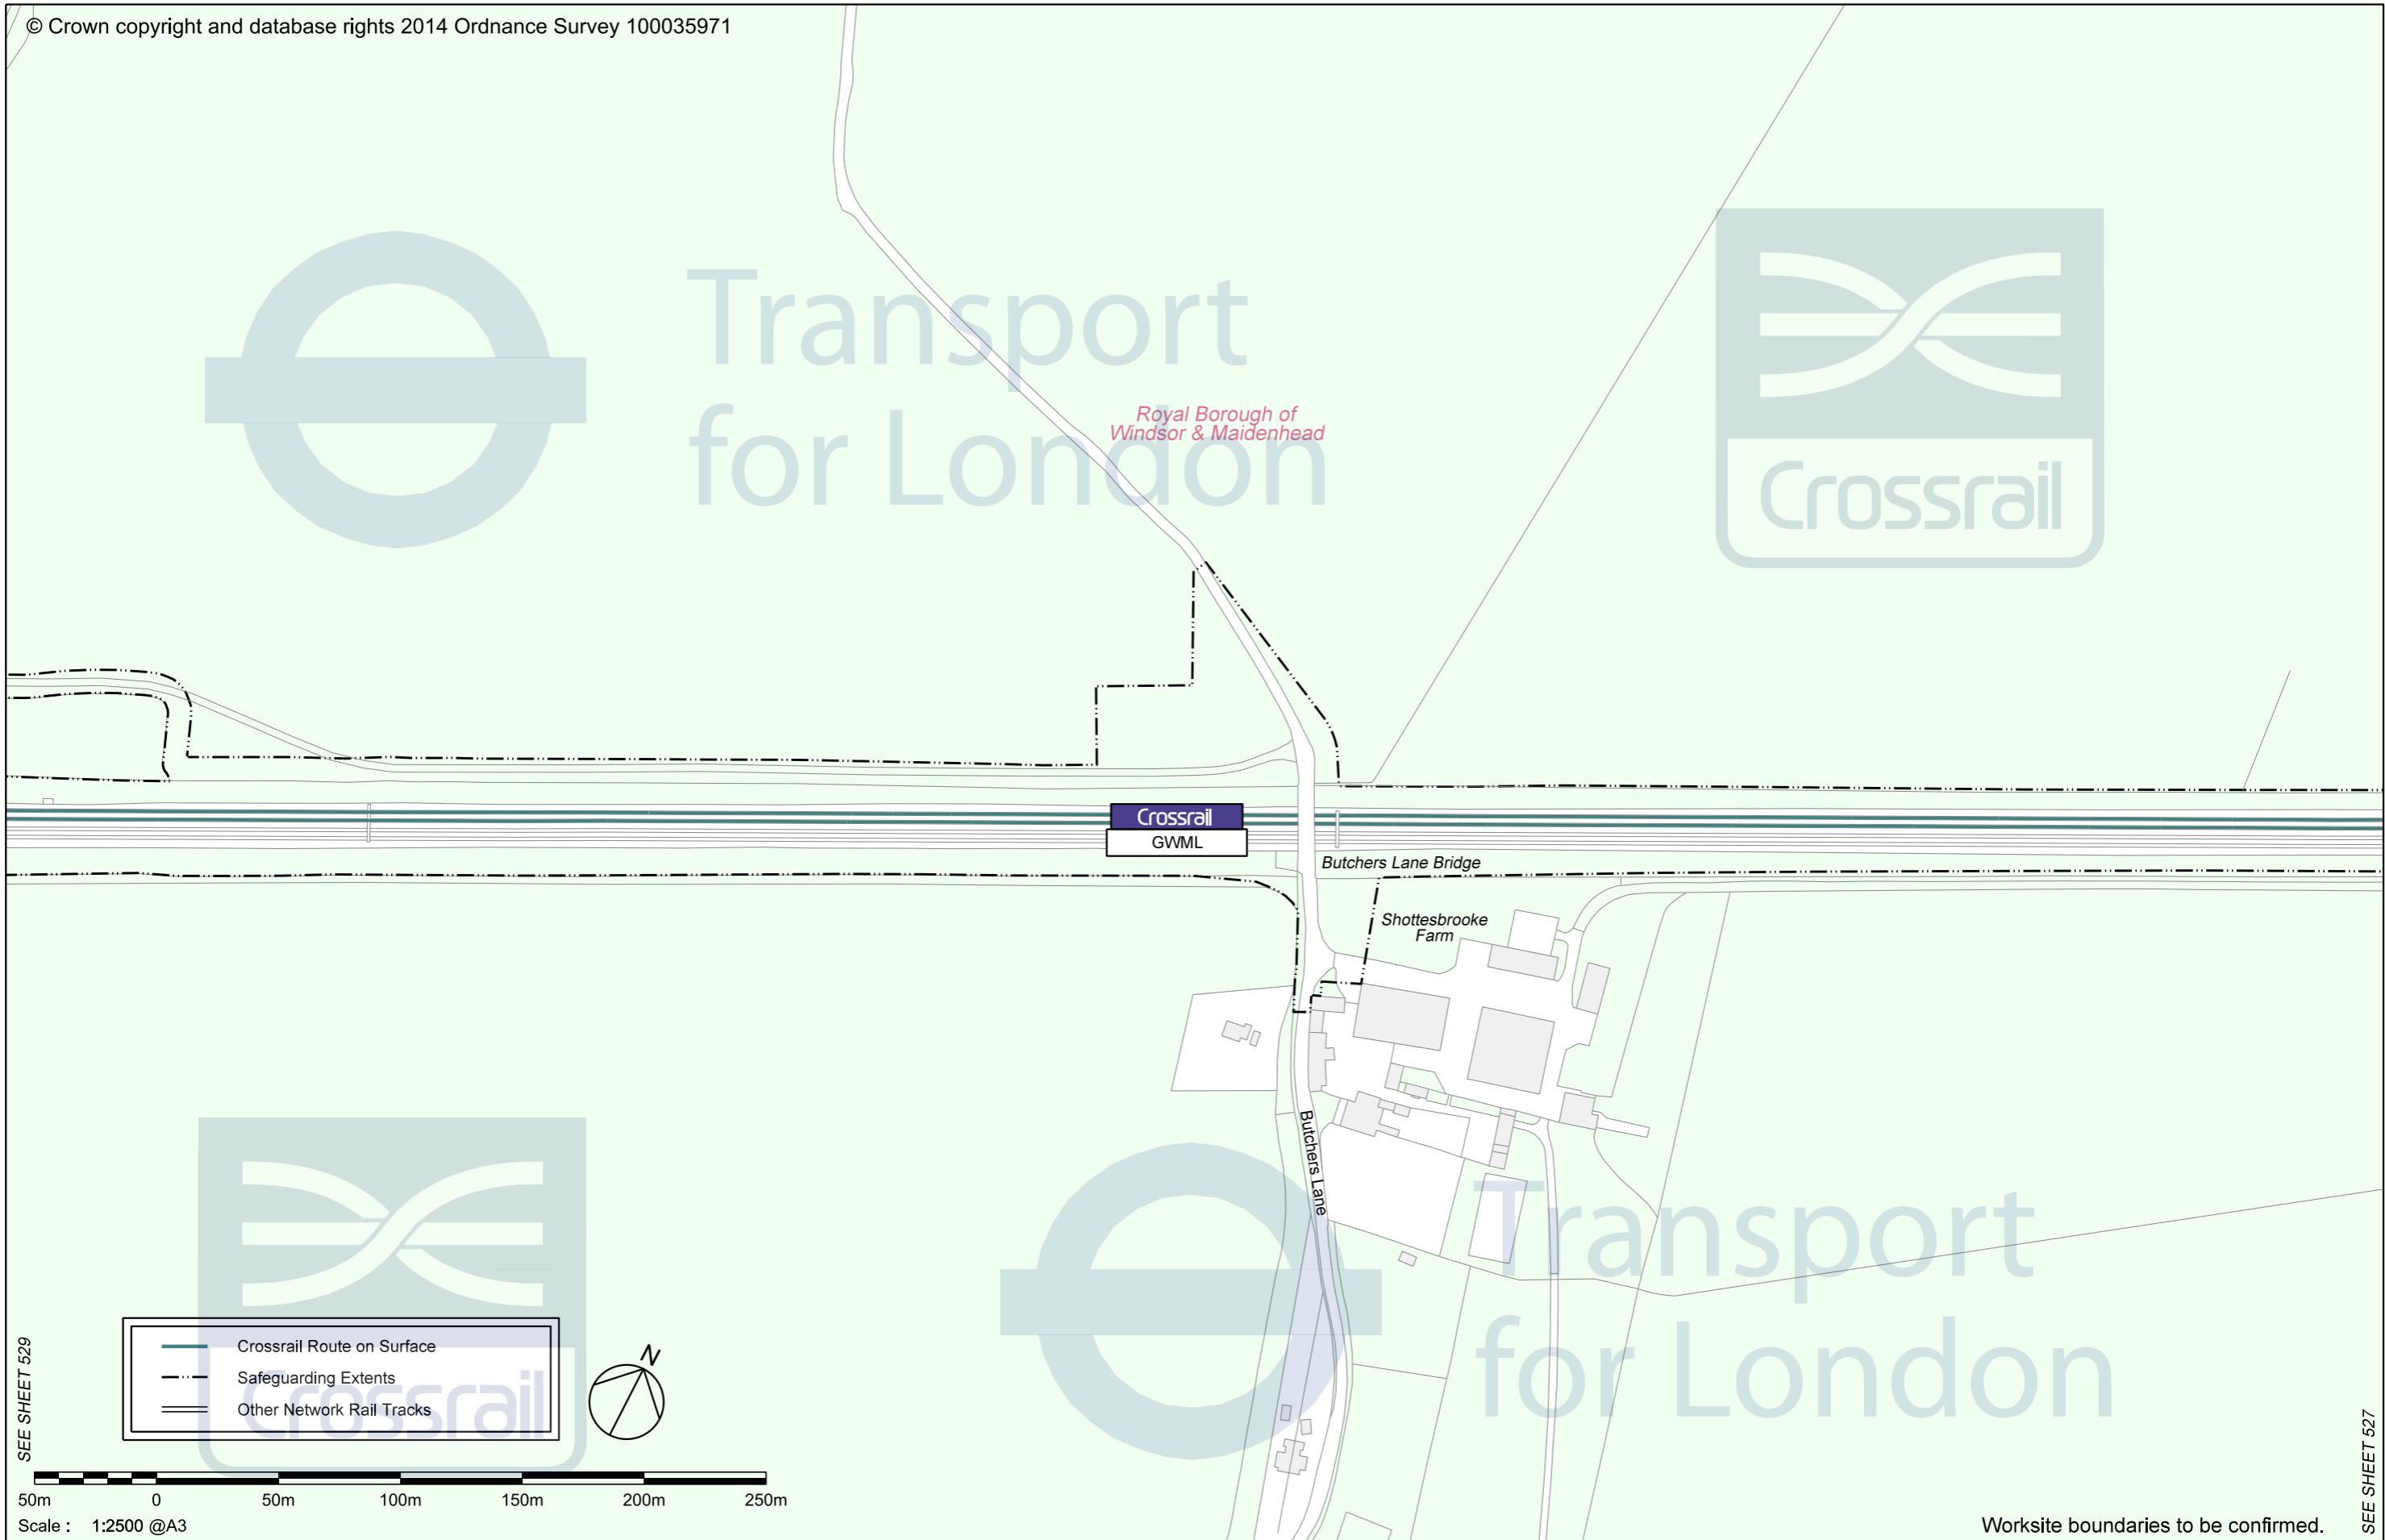 © Crown copyright and database rights 2014 Ordnance Survey 100035971
Transport
for London
Crossrail
Royal Borough of
Windsor & Maidenhead
Crossrail
GWML
Butchers Lane Bridge
Shottesbrooke
Farm
Butchers Lane
Transport
for London
Crossrail
SEE SHEET 529
Crossrail Route on Surface
Safeguarding Extents
Other Network Rail Tracks
N
50m 0 50m 100m 150m 200m 250m
Scale : 1:2500 @A3
Worksite boundaries to be confirmed.
SEE SHEET 527